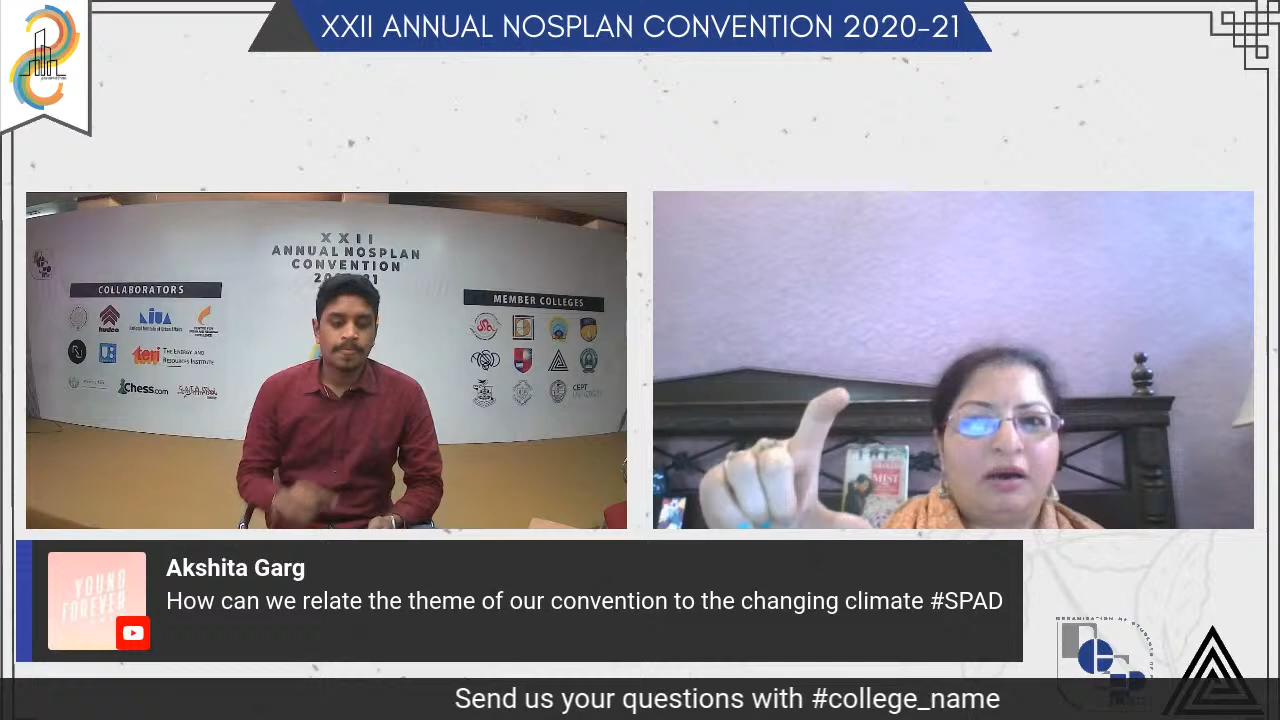 XXII ANNUAL NOSPLAN CONVENTION 2020-21
XXII
ANNUAL NOSPLAN
CONVENTION
COLLABORATORS
hudco
NIUA
teri
THE ENERGY AND
RESOURCES INSTITUTE
Chess.com
MEMBER COLLEGES
CEPT
UNIVERSITY
MIST
YOUNG
FOREVER
Akshita Garg
How can we relate the theme of our convention to the changing climate #SPAD
Send us your questions with #college_name